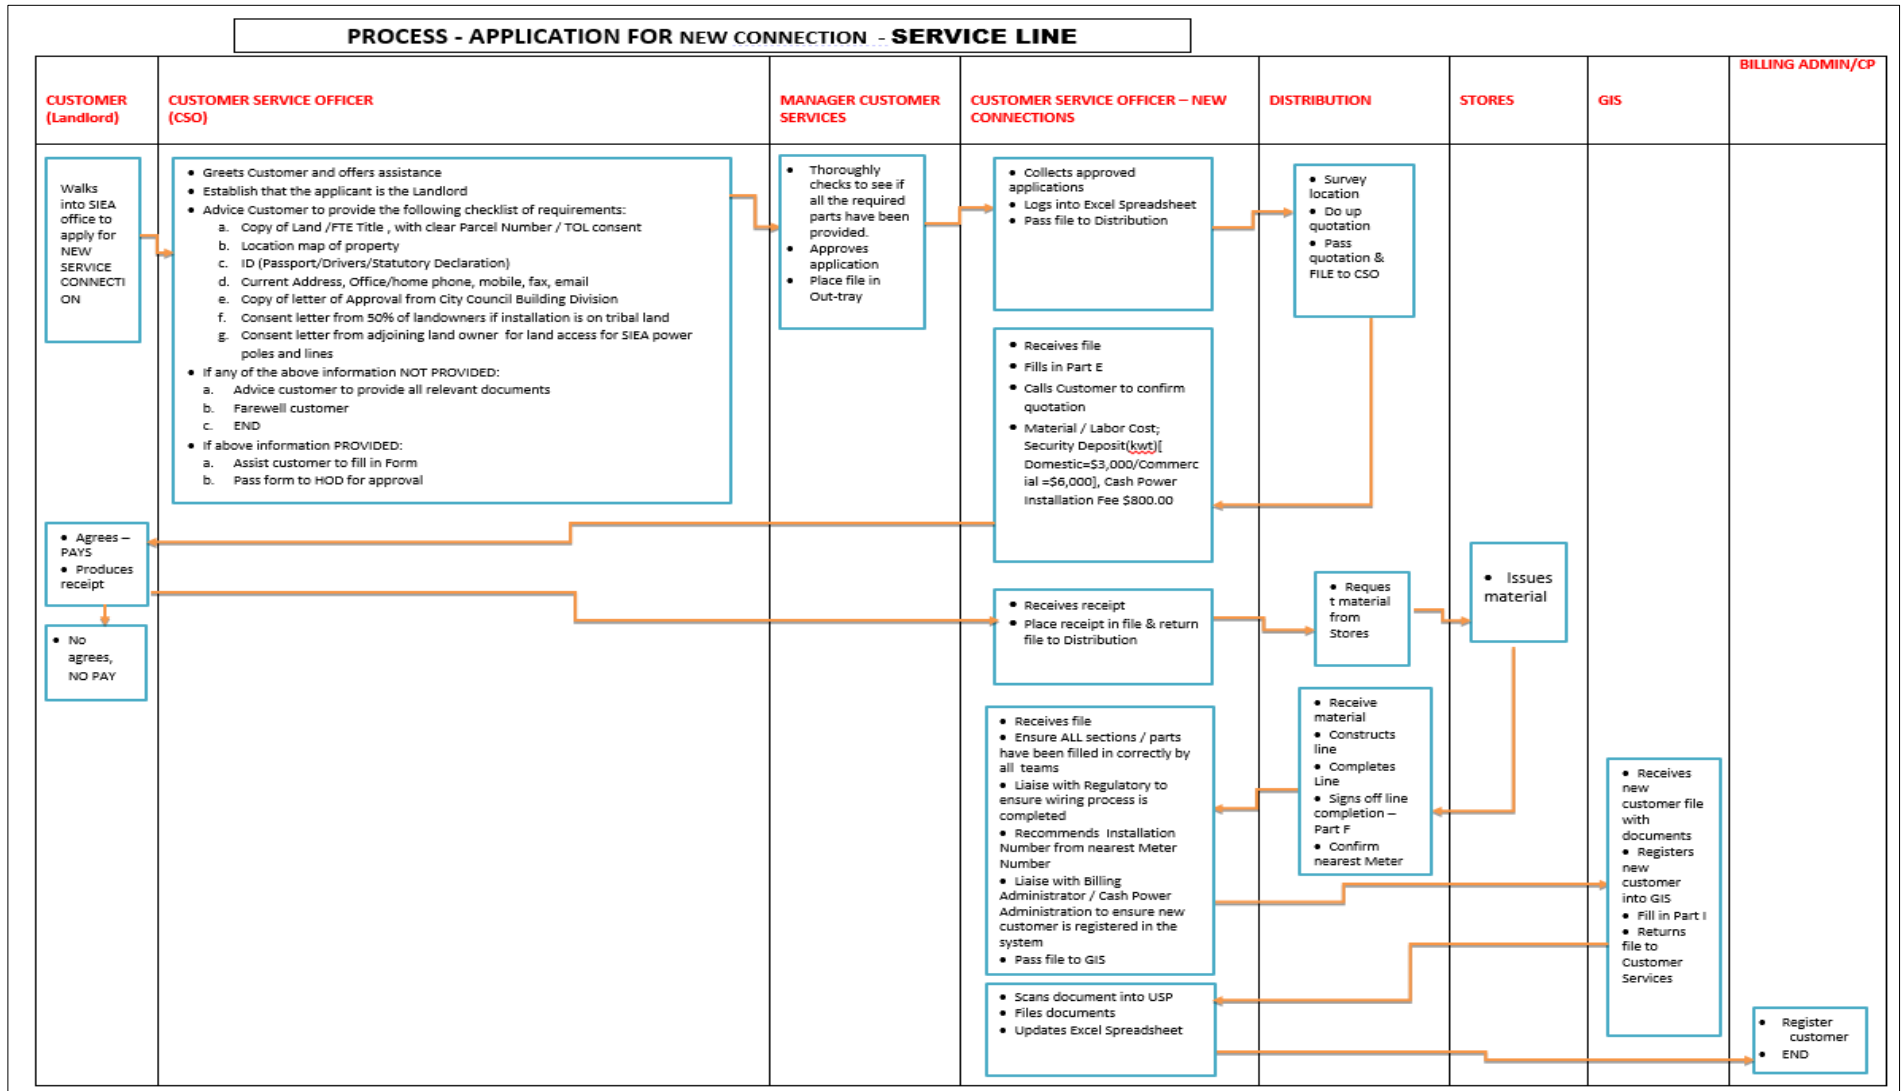 PROCESS - APPLICATION FOR NEW CONNECTION - SERVICE LINE
CUSTOMER
(Landlord)
CUSTOMER SERVICE OFFICER
(CSO)
MANAGER CUSTOMER
SERVICES
CUSTOMER SERVICE OFFICER – NEW
CONNECTIONS
DISTRIBUTION
STORES
GIS
BILLING ADMIN/CP
Walks
into SIEA
office to
apply for
NEW
SERVICE
CONNECTI
ON
• Greets Customer and offers assistance
• Establish that the applicant is the Landlord
• Advice Customer to provide the following checklist of requirements:
a. Copy of Land /FTE Title , with clear Parcel Number / TOL consent
b. Location map of property
c. ID (Passport/Drivers/Statutory Declaration)
d. Current Address, Office/home phone, mobile, fax, email
e. Copy of letter of Approval from City Council Building Division
f. Consent letter from 50% of landowners if installation is on tribal land
g. Consent letter from adjoining land owner for land access for SIEA power
poles and lines
• If any of the above information NOT PROVIDED:
a. Advice customer to provide all relevant documents
b. Farewell customer
c. END
• If above information PROVIDED:
a. Assist customer to fill in Form
b. Pass form to HOD for approval
• Thoroughly
checks to see if
all the required
parts have been
provided.
• Approves
application
• Place file in
Out-tray
• Collects approved
applications
• Logs into Excel Spreadsheet
• Pass file to Distribution
• Survey
location
• Do up
quotation
• Pass
quotation &
FILE to CSO
• Receives file
• Fills in Part E
• Calls Customer to confirm
quotation
• Material / Labor Cost;
Security Deposit(kwt)[
Domestic=$3,000/Commerc
ial =$6,000], Cash Power
Installation Fee $800.00
• Agrees –
PAYS
• Produces
receipt
• No
agrees,
NO PAY
• Receives receipt
• Place receipt in file & return
file to Distribution
• Reques
t material
from
Stores
• Issues
material
• Receive
material
• Constructs
line
• Completes
Line
• Signs off line
completion –
Part F
• Confirm
nearest Meter
• Receives file
• Ensure ALL sections / parts
have been filled in correctly by
all teams
• Liaise with Regulatory to
ensure wiring process is
completed
• Recommends Installation
Number from nearest Meter
Number
• Liaise with Billing
Administrator / Cash Power
Administration to ensure new
customer is registered in the
system
• Pass file to GIS
• Receives
new
customer file
with
documents
• Registers
new
customer
into GIS
• Fill in Part I
• Returns
file to
Customer
Services
• Scans document into USP
• Files documents
• Updates Excel Spreadsheet
• Register
customer
• END